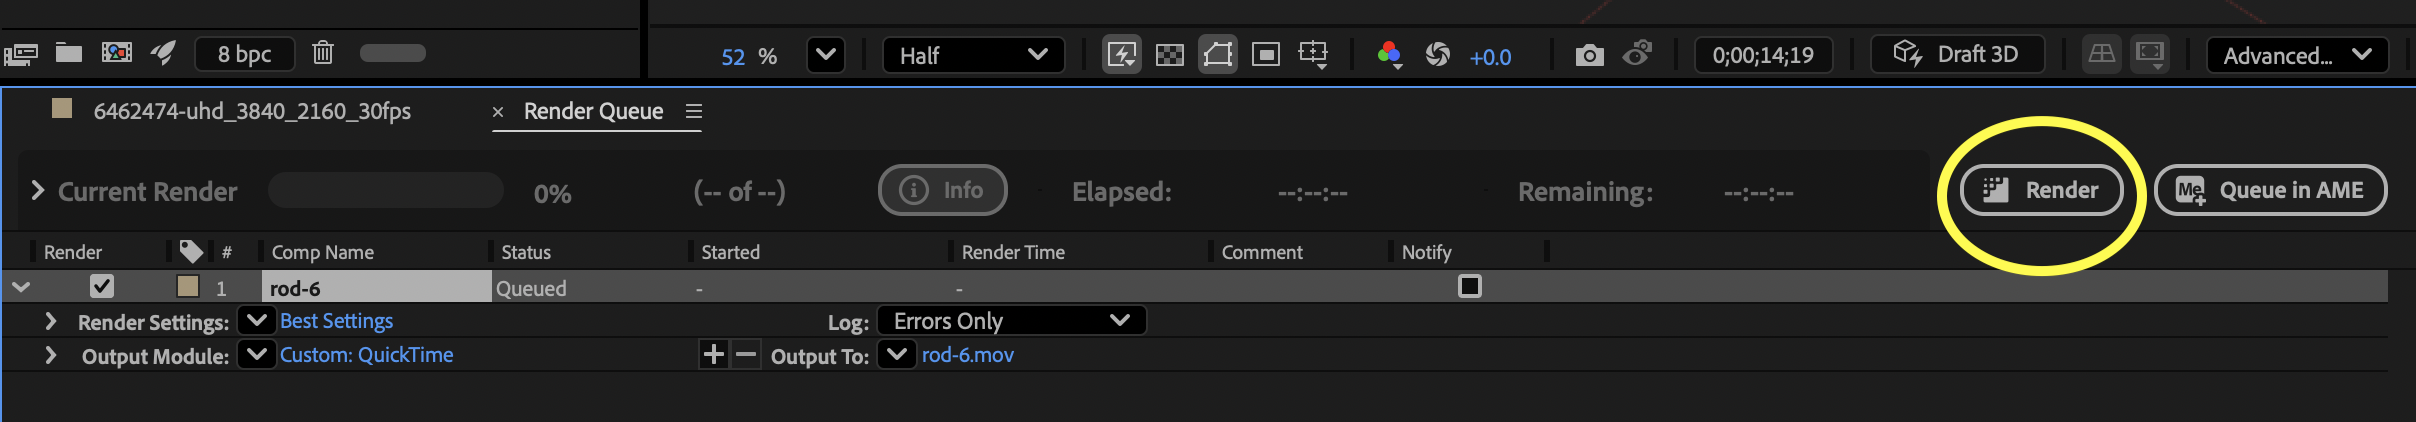 8 bpc 52 % Half +0.0 0;00;14;19 Draft 3D Advanced...
6462474-uhd_3840_2160_30fps × Render Queue
Current Render 0% (-- of --) Info Elapsed: --:--:-- Remaining: --:--:-- Render Me Queue in AME
Render # Comp Name Status Started Render Time Comment Notify
1 rod-6 Queued - -
Render Settings: Best Settings Log: Errors Only
Output Module: Custom: QuickTime + − Output To: rod-6.mov